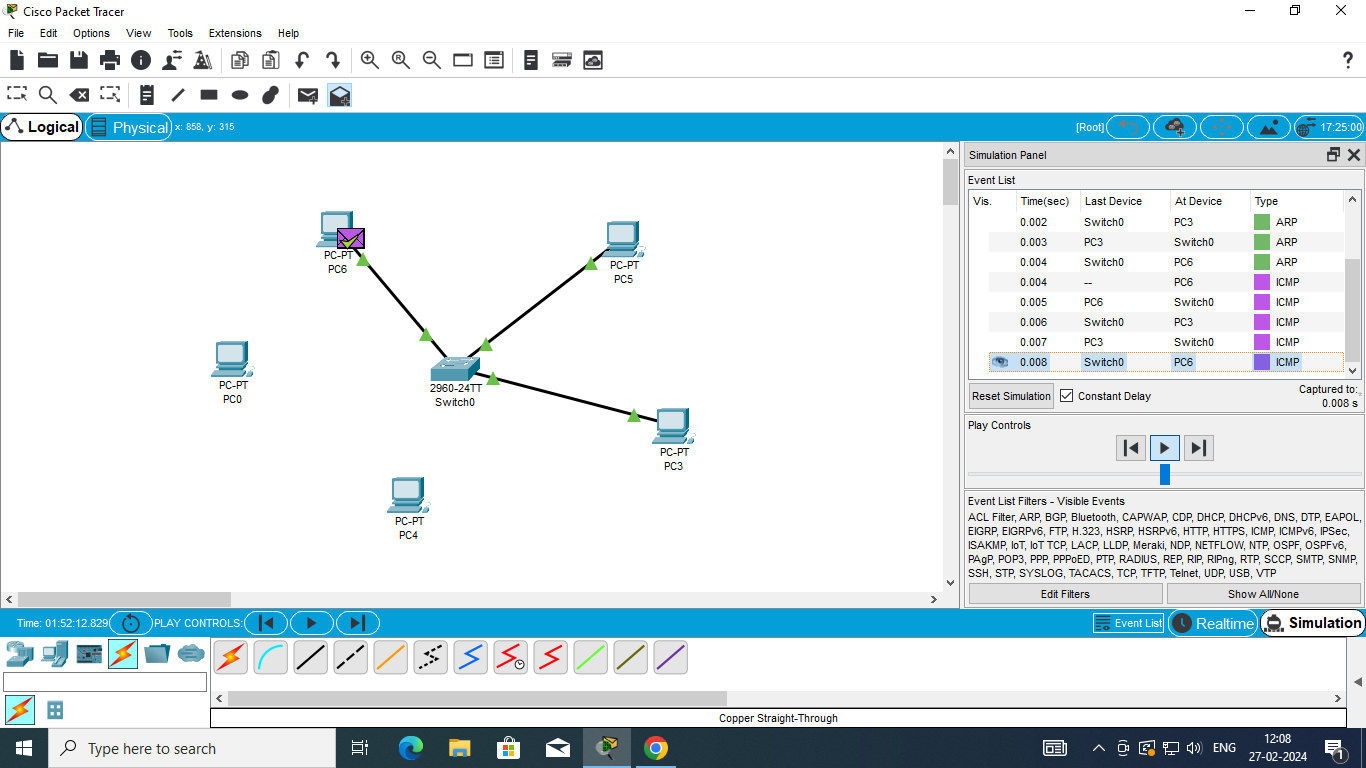 Cisco Packet Tracer
File Edit Options View Tools Extensions Help
?
Logical Physical x: 858, y: 315 [Root] 17:25:00
Simulation Panel
Event List
Vis. Time(sec) Last Device At Device Type
0.002 Switch0 PC3 ARP
0.003 PC3 Switch0 ARP
0.004 Switch0 PC6 ARP
0.004 -- PC6 ICMP
0.005 PC6 Switch0 ICMP
0.006 Switch0 PC3 ICMP
0.007 PC3 Switch0 ICMP
0.008 Switch0 PC6 ICMP
Reset Simulation Constant Delay Captured to:
0.008 s
Play Controls
Event List Filters - Visible Events
ACL Filter, ARP, BGP, Bluetooth, CAPWAP, CDP, DHCP, DHCPv6, DNS, DTP, EAPOL,
EIGRP, EIGRPv6, FTP, H.323, HSRP, HSRPv6, HTTP, HTTPS, ICMP, ICMPv6, IPSec,
ISAKMP, IoT, IoT TCP, LACP, LLDP, Meraki, NDP, NETFLOW, NTP, OSPF, OSPFv6,
PAgP, POP3, PPP, PPPoED, PTP, RADIUS, REP, RIP, RIPng, RTP, SCCP, SMTP, SNMP,
SSH, STP, SYSLOG, TACACS, TCP, TFTP, Telnet, UDP, USB, VTP
Edit Filters Show All/None
PC-PT
PC6
PC-PT
PC5
PC-PT
PC0
2960-24TT
Switch0
PC-PT
PC3
PC-PT
PC4
Time: 01:52:12.829 PLAY CONTROLS: Event List Realtime Simulation
Copper Straight-Through
Type here to search
ENG
12:08
27-02-2024
1